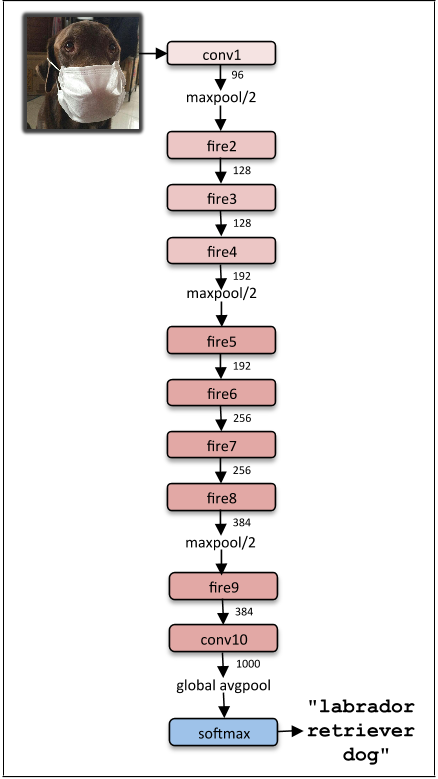 conv1
96
maxpool/2
fire2
128
fire3
128
fire4
192
maxpool/2
fire5
192
fire6
256
fire7
256
fire8
384
maxpool/2
fire9
384
conv10
1000
global avgpool
softmax
"labrador
retriever
dog"